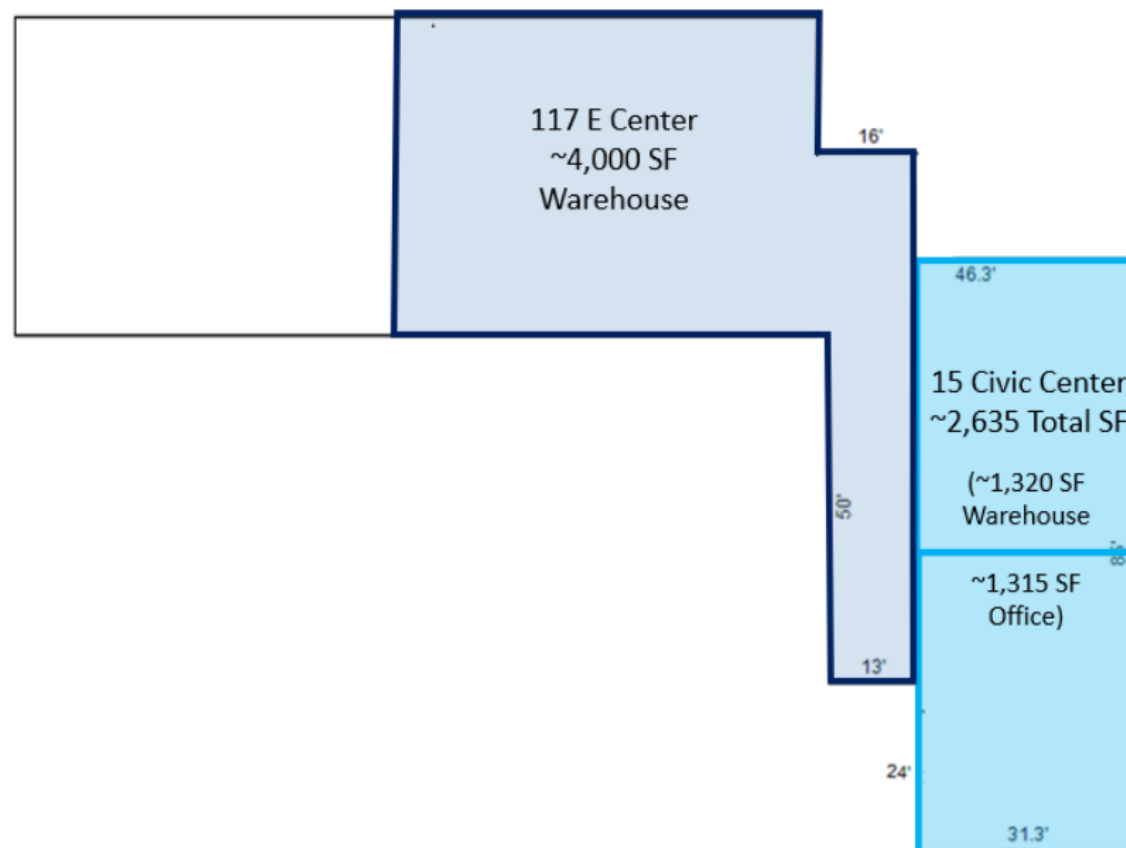 117 E Center
~4,000 SF
Warehouse
16'
46.3'
15 Civic Center
~2,635 Total SF
(~1,320 SF
Warehouse
50'
~1,315 SF
Office)
13'
24'
31.3'